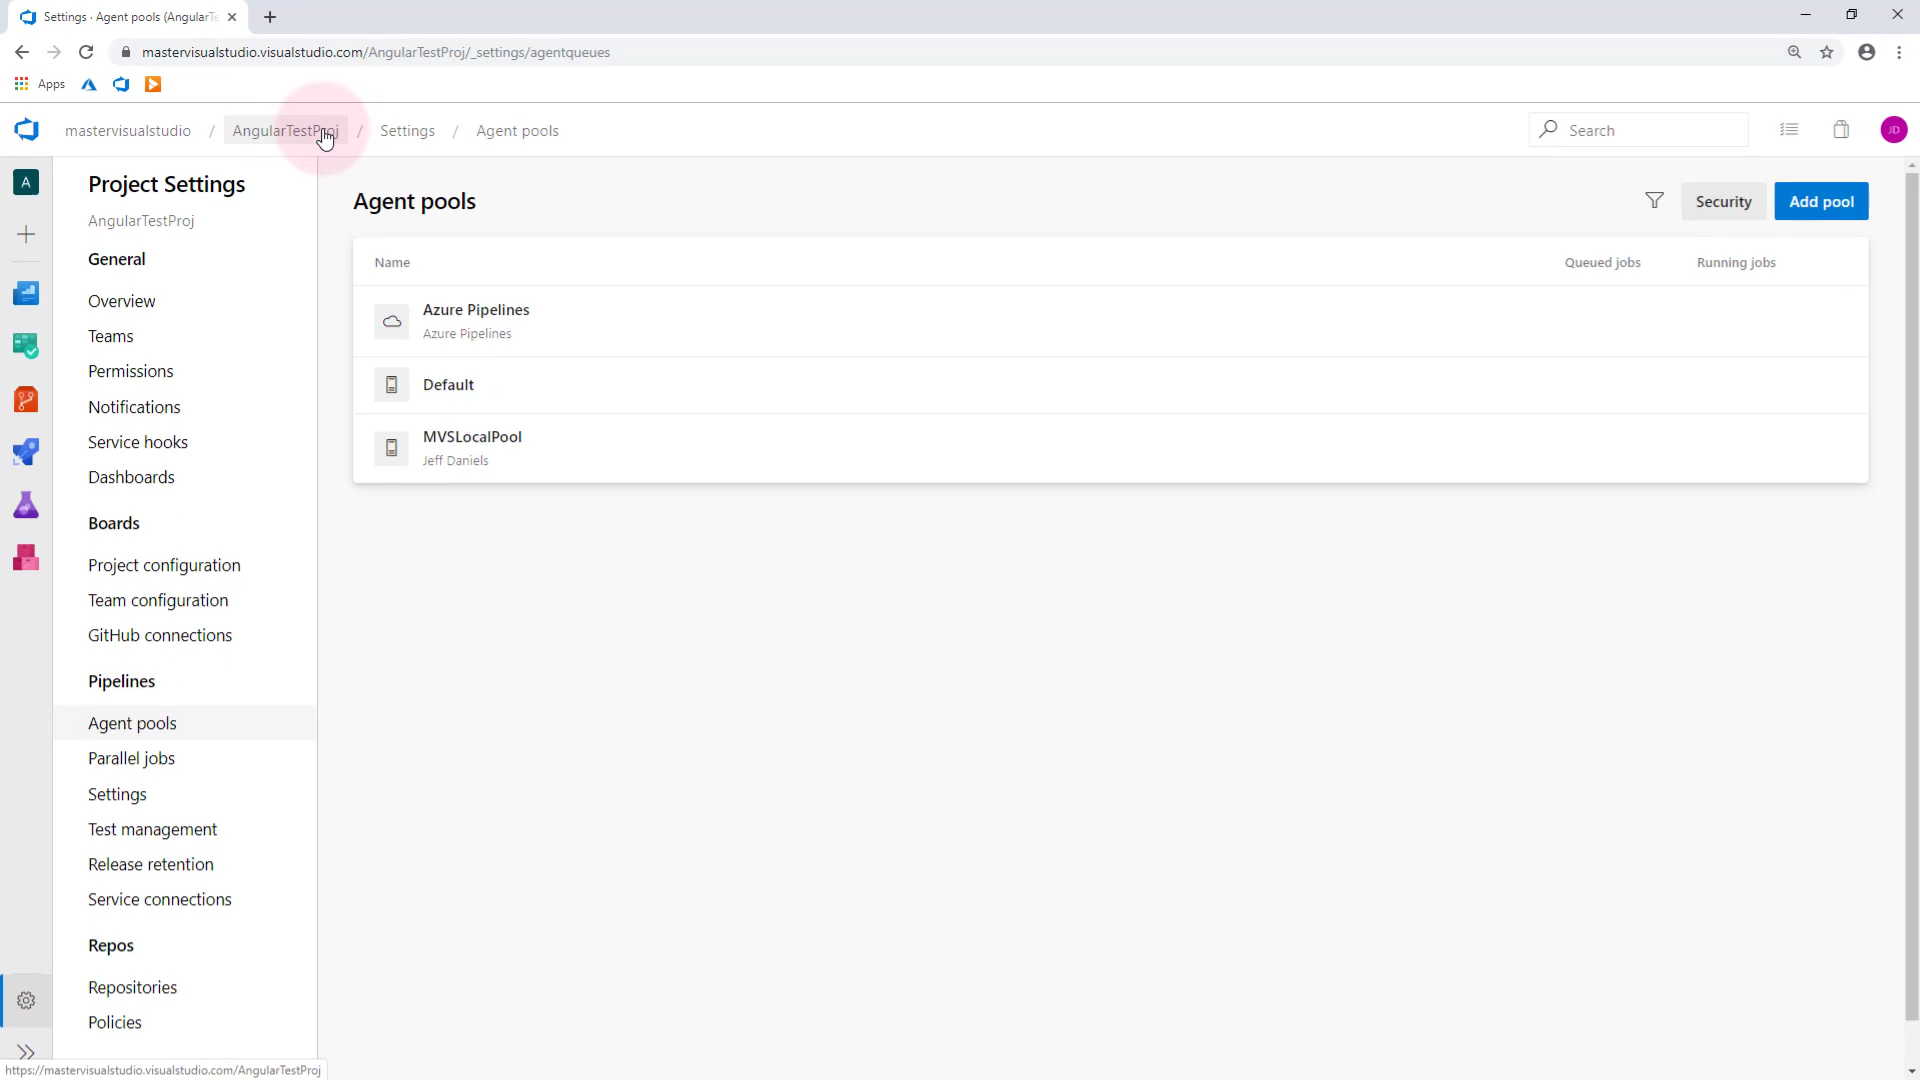 Settings · Agent pools (AngularTe
mastervisualstudio.visualstudio.com/AngularTestProj/_settings/agentqueues
Apps
mastervisualstudio / AngularTestProj / Settings / Agent pools
Search
JD
A
Project Settings
AngularTestProj
General
Overview
Teams
Permissions
Notifications
Service hooks
Dashboards
Boards
Project configuration
Team configuration
GitHub connections
Pipelines
Agent pools
Parallel jobs
Settings
Test management
Release retention
Service connections
Repos
Repositories
Policies
Agent pools
Security
Add pool
Name Queued jobs Running jobs
Azure Pipelines
Azure Pipelines
Default
MVSLocalPool
Jeff Daniels
https://mastervisualstudio.visualstudio.com/AngularTestProj